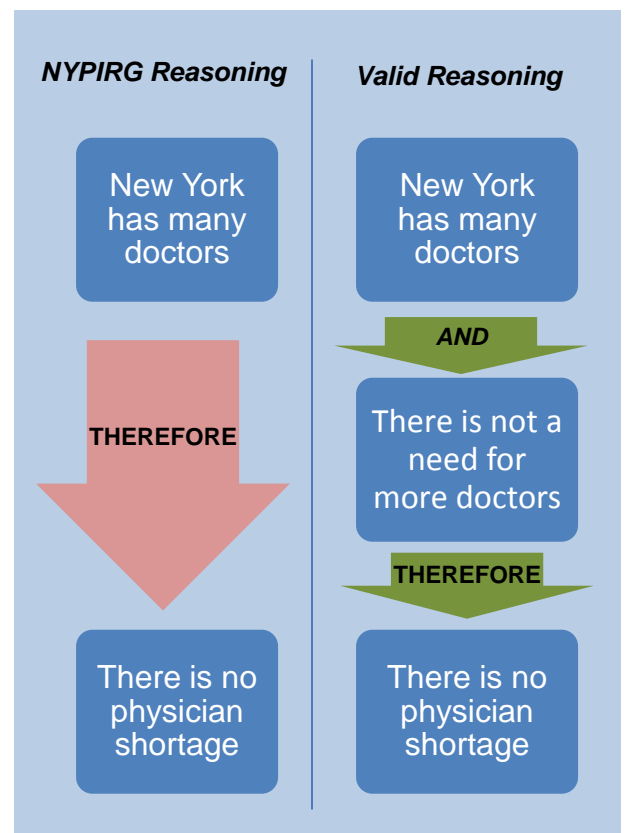 NYPIRG Reasoning
New York
has many
doctors
THEREFORE
There is no
physician
shortage
Valid Reasoning
New York
has many
doctors
AND
There is not a
need for
more doctors
THEREFORE
There is no
physician
shortage